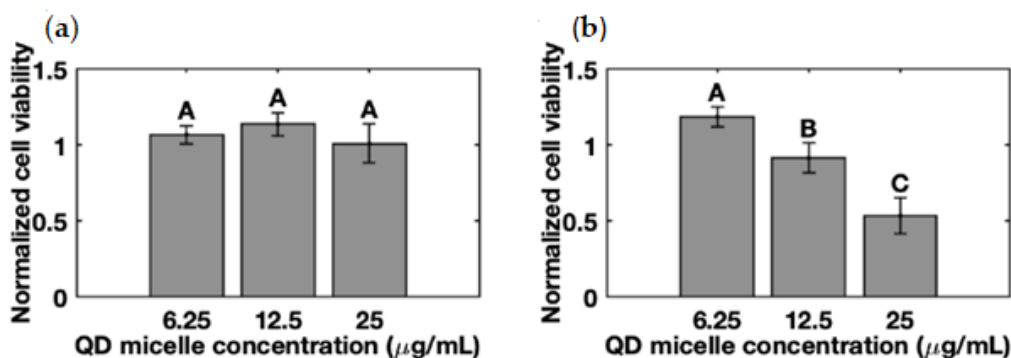 (a)
Normalized cell viability
1.5
1
0.5
0
A
A
A
6.25
12.5
25
QD micelle concentration (μg/mL)
(b)
Normalized cell viability
1.5
1
0.5
0
A
B
C
6.25
12.5
25
QD micelle concentration (μg/mL)